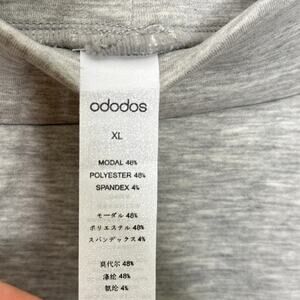 ododos
XL
MODAL 48%
POLYESTER 48%
SPANDEX 4%
モーダル 48%
ポリエステル 48%
スパンデックス 4%
莫代尔 48%
涤纶 48%
氨纶 4%